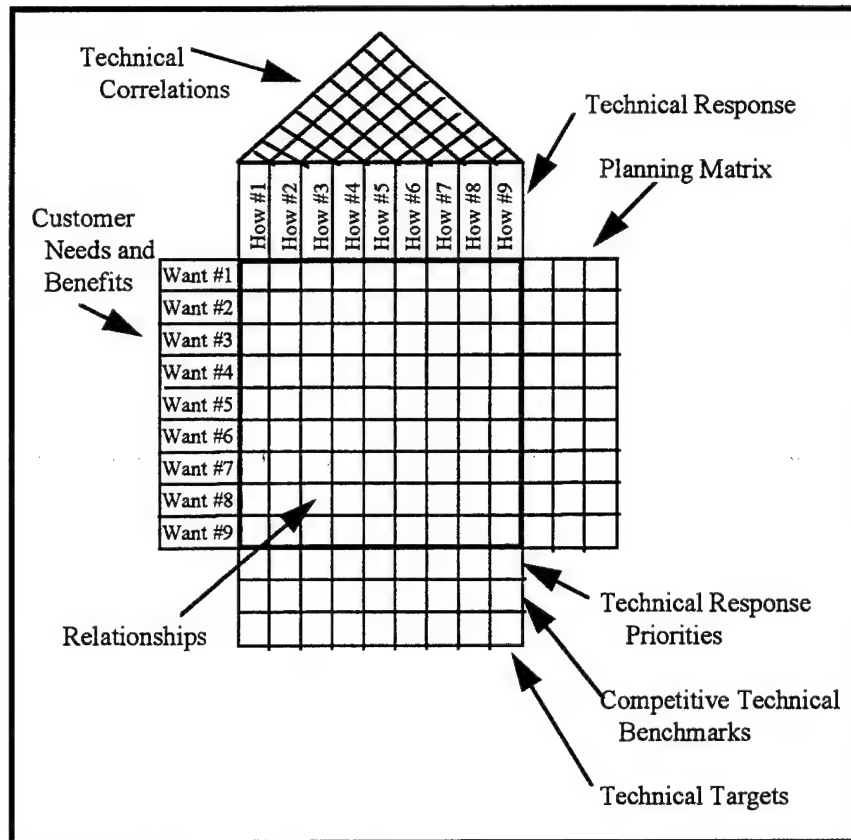 Technical
Correlations
Technical Response
Planning Matrix
How #1
How #2
How #3
How #4
How #5
How #6
How #7
How #8
How #9
Customer
Needs and
Benefits
Want #1
Want #2
Want #3
Want #4
Want #5
Want #6
Want #7
Want #8
Want #9
Relationships
Technical Response
Priorities
Competitive Technical
Benchmarks
Technical Targets